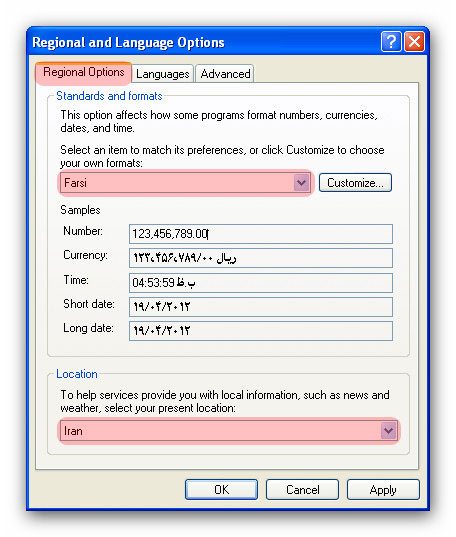 Regional and Language Options
Regional Options
Languages
Advanced
Standards and formats
This option affects how some programs format numbers, currencies,
dates, and time.
Select an item to match its preferences, or click Customize to choose
your own formats:
Farsi
Customize...
Samples
Number: 123,456,789.00
Currency: ریال ۱۲۳،۴۵۶،۷۸۹/۰۰
Time: 04:53:59 ب.ظ
Short date: ۱۹/۰۴/۲۰۱۲
Long date: ۱۹/۰۴/۲۰۱۲
Location
To help services provide you with local information, such as news and
weather, select your present location:
Iran
OK
Cancel
Apply